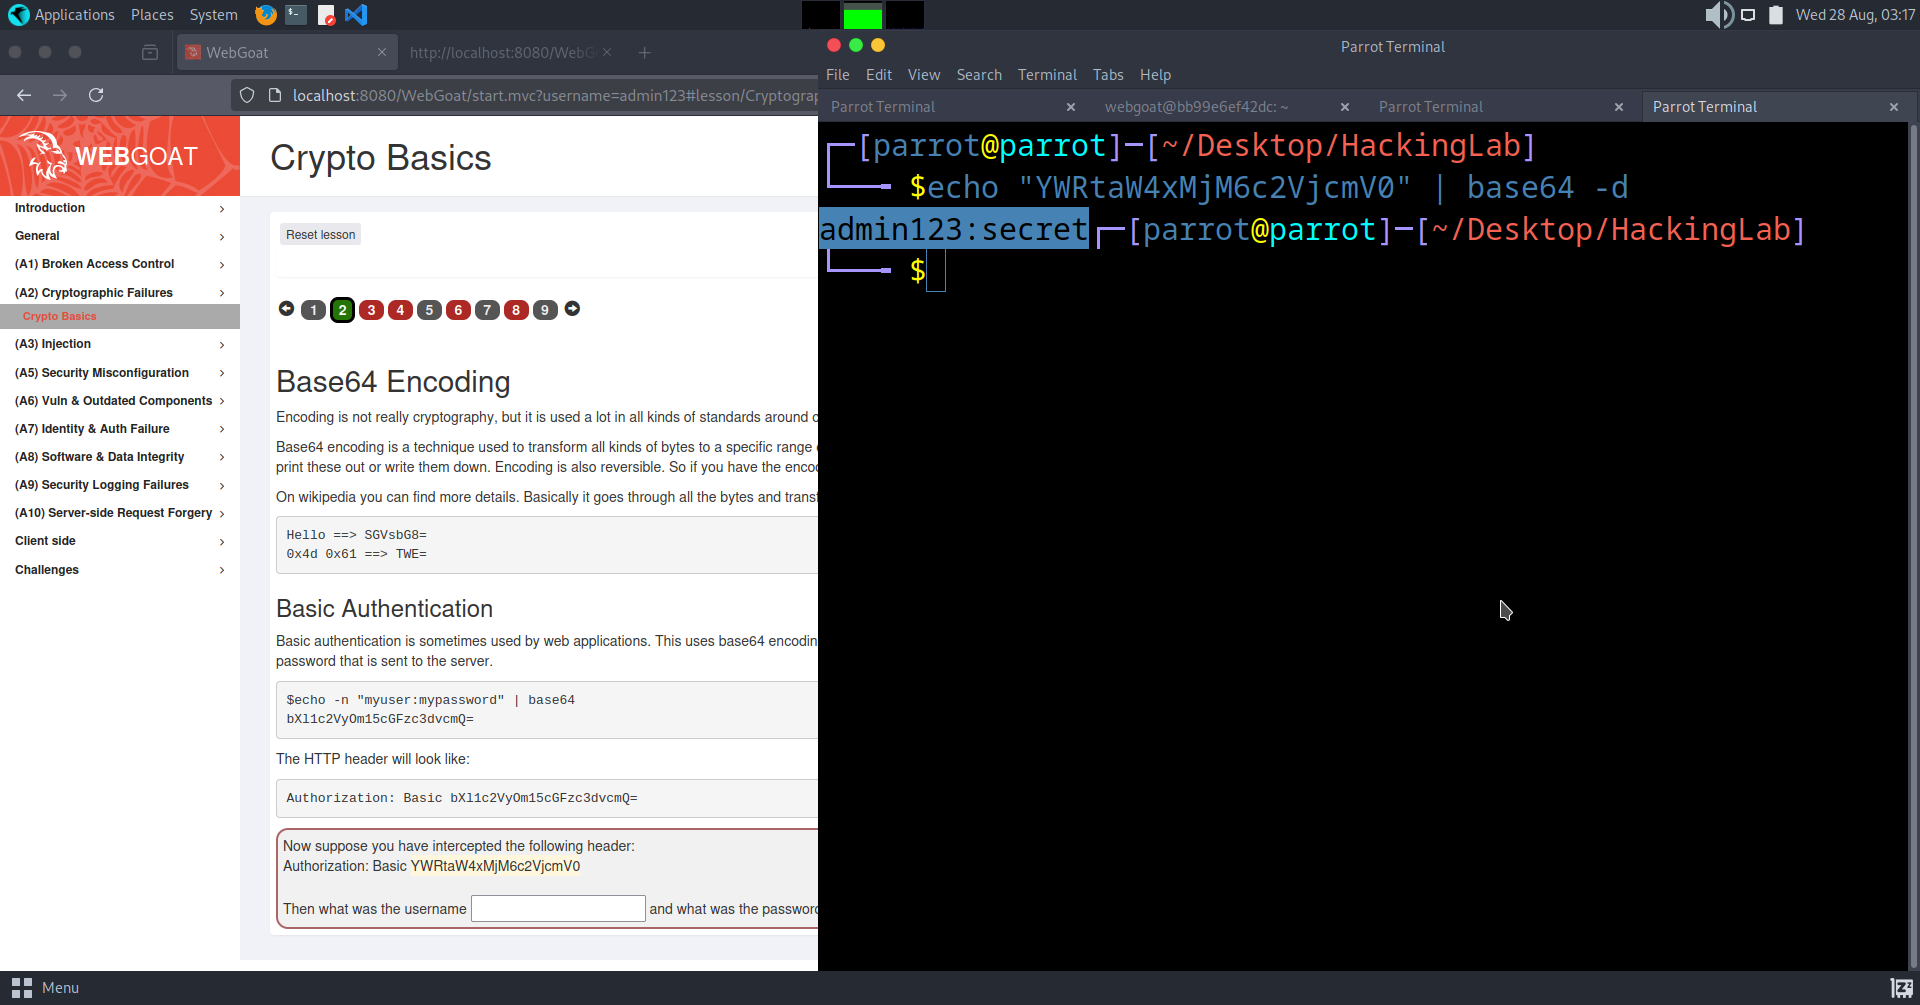 Applications Places System
Wed 28 Aug, 03:17
WebGoat
http://localhost:8080/WebG
localhost:8080/WebGoat/start.mvc?username=admin123#lesson/Cryptograp
WEBGOAT
Introduction
General
(A1) Broken Access Control
(A2) Cryptographic Failures
Crypto Basics
(A3) Injection
(A5) Security Misconfiguration
(A6) Vuln & Outdated Components
(A7) Identity & Auth Failure
(A8) Software & Data Integrity
(A9) Security Logging Failures
(A10) Server-side Request Forgery
Client side
Challenges
Crypto Basics
Reset lesson
1 2 3 4 5 6 7 8 9
Base64 Encoding
Encoding is not really cryptography, but it is used a lot in all kinds of standards around c
Base64 encoding is a technique used to transform all kinds of bytes to a specific range
print these out or write them down. Encoding is also reversible. So if you have the enco
On wikipedia you can find more details. Basically it goes through all the bytes and transf
Hello ==> SGVsbG8=
0x4d 0x61 ==> TWE=
Basic Authentication
Basic authentication is sometimes used by web applications. This uses base64 encodin
password that is sent to the server.
$echo -n "myuser:mypassword" | base64
bXl1c2VyOm15cGFzc3dvcmQ=
The HTTP header will look like:
Authorization: Basic bXl1c2VyOm15cGFzc3dvcmQ=
Now suppose you have intercepted the following header:
Authorization: Basic YWRtaW4xMjM6c2VjcmV0
Then what was the username and what was the password
Parrot Terminal
File Edit View Search Terminal Tabs Help
Parrot Terminal
webgoat@bb99e6ef42dc: ~
Parrot Terminal
Parrot Terminal
[parrot@parrot]─[~/Desktop/HackingLab]
$echo "YWRtaW4xMjM6c2VjcmV0" | base64 -d
admin123:secret┌─[parrot@parrot]─[~/Desktop/HackingLab]
$
Menu